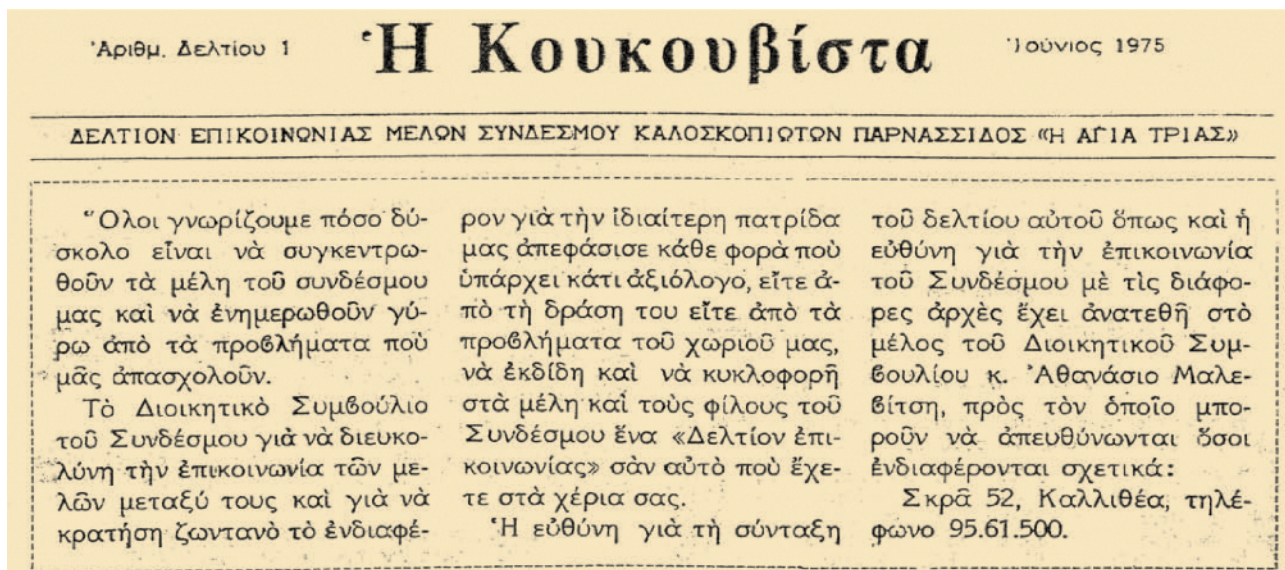 Ἀριθμ. Δελτίου 1
Ἡ Κουκουβίστα
Ἰούνιος 1975
ΔΕΛΤΙΟΝ ΕΠΙΚΟΙΝΩΝΙΑΣ ΜΕΛΩΝ ΣΥΝΔΕΣΜΟΥ ΚΑΛΟΣΚΟΠΙΩΤΩΝ ΠΑΡΝΑΣΣΙΔΟΣ «Η ΑΓΙΑ ΤΡΙΑΣ»
Ὅλοι γνωρίζουμε πόσο δύ-
σκολο εἶναι νὰ συγκεντρω-
θοῦν τὰ μέλη τοῦ συνδέσμου
μας καὶ νὰ ἐνημερωθοῦν γύ-
ρω ἀπὸ τὰ προβλήματα ποὺ
μᾶς ἀπασχολοῦν.
Τὸ Διοικητικὸ Συμβούλιο
τοῦ Συνδέσμου γιὰ νὰ διευκο-
λύνη τὴν ἐπικοινωνία τῶν με-
λῶν μεταξύ τους καὶ γιὰ νὰ
κρατήση ζωντανὸ τὸ ἐνδιαφέ-
ρον γιὰ τὴν ἰδιαίτερη πατρίδα
μας ἀπεφάσισε κάθε φορὰ ποὺ
ὑπάρχει κάτι ἀξιόλογο, εἴτε ἀ-
πὸ τὴ δράση του εἴτε ἀπὸ τὰ
προβλήματα τοῦ χωριοῦ μας,
νὰ ἐκδίδη καὶ νὰ κυκλοφορῆ
στὰ μέλη καὶ τοὺς φίλους τοῦ
Συνδέσμου ἕνα «Δελτίον ἐπι-
κοινωνίας» σὰν αὐτὸ ποὺ ἔχε-
τε στὰ χέρια σας.
Ἡ εὐθύνη γιὰ τὴ σύνταξη
τοῦ δελτίου αὐτοῦ ὅπως καὶ ἡ
εὐθύνη γιὰ τὴν ἐπικοινωνία
τοῦ Συνδέσμου μὲ τὶς διάφο-
ρες ἀρχὲς ἔχει ἀνατεθῆ στὸ
μέλος τοῦ Διοικητικοῦ Συμ-
βουλίου κ. Ἀθανάσιο Μαλε-
βίτση, πρὸς τὸν ὁποῖο μπο-
ροῦν νὰ ἀπευθύνωνται ὅσοι
ἐνδιαφέρονται σχετικά:
Σκρᾶ 52, Καλλιθέα, τηλέ-
φωνο 95.61.500.